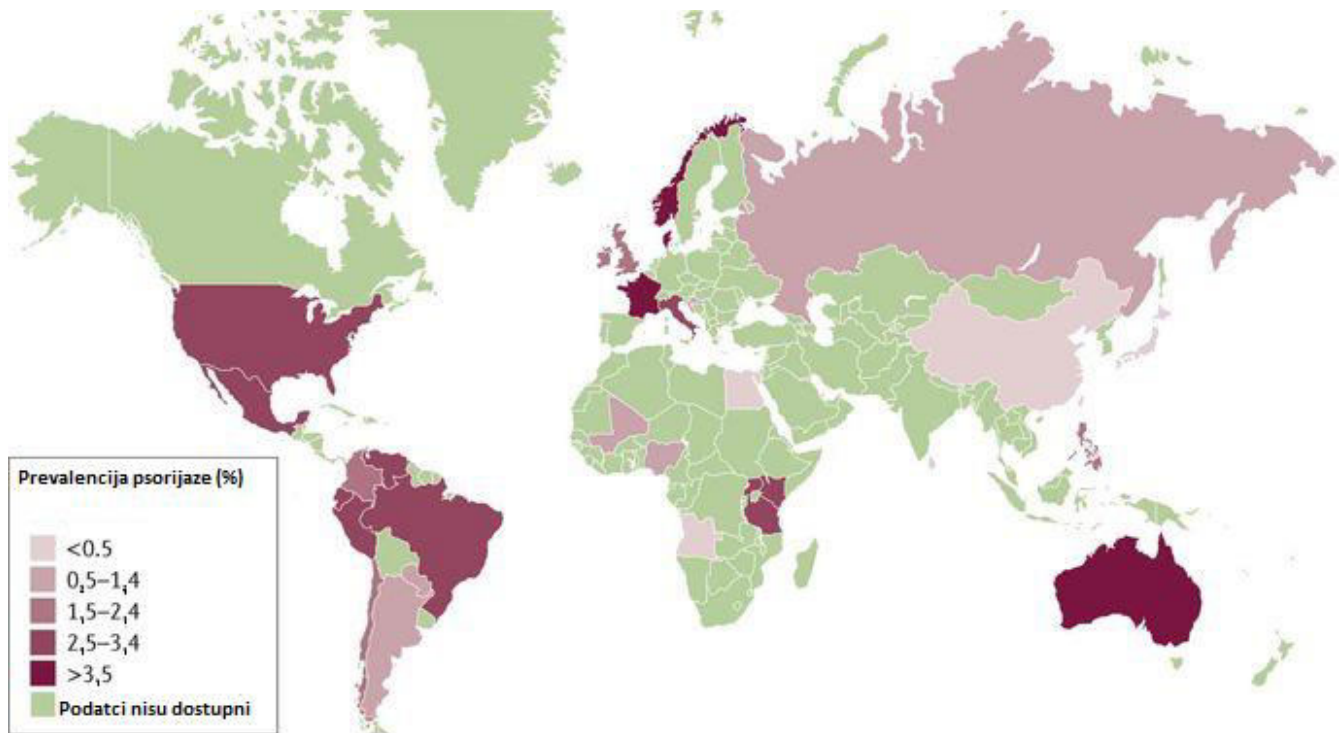 Prevalencija psorijaze (%)
<0.5
0,5–1,4
1,5–2,4
2,5–3,4
>3,5
Podatci nisu dostupni